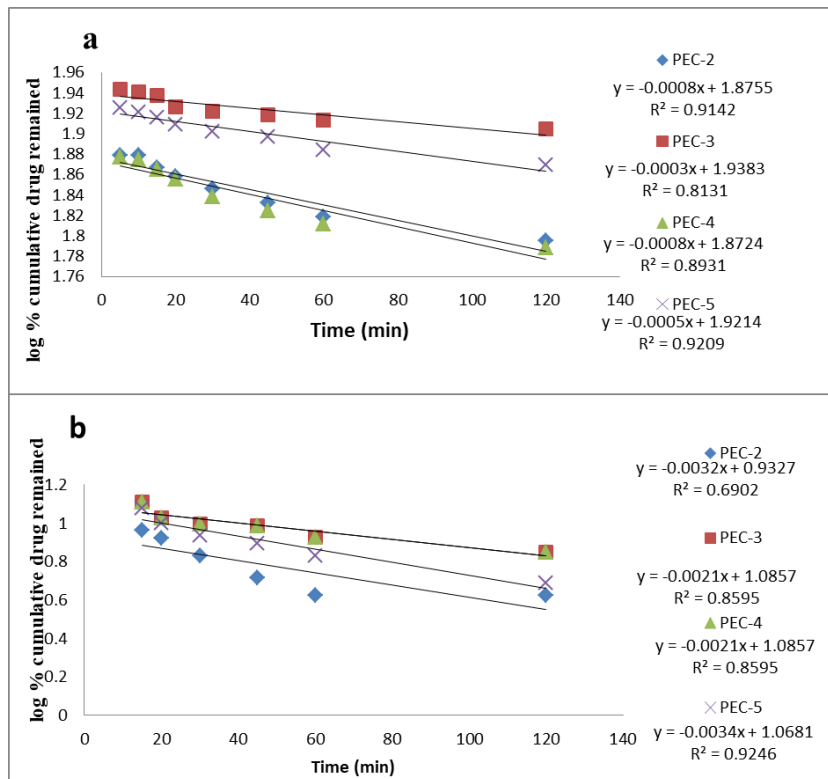 a
log % cumulative drug remained
1.96
1.94
1.92
1.9
1.88
1.86
1.84
1.82
1.8
1.78
1.76
0 20 40 60 80 100 120 140
Time (min)
PEC-2
y = -0.0008x + 1.8755
R² = 0.9142
PEC-3
y = -0.0003x + 1.9383
R² = 0.8131
PEC-4
y = -0.0008x + 1.8724
R² = 0.8931
PEC-5
y = -0.0005x + 1.9214
R² = 0.9209
b
log % cumulative drug remained
1.2
1
0.8
0.6
0.4
0.2
0
0 20 40 60 80 100 120 140
Time (min)
PEC-2
y = -0.0032x + 0.9327
R² = 0.6902
PEC-3
y = -0.0021x + 1.0857
R² = 0.8595
PEC-4
y = -0.0021x + 1.0857
R² = 0.8595
PEC-5
y = -0.0034x + 1.0681
R² = 0.9246